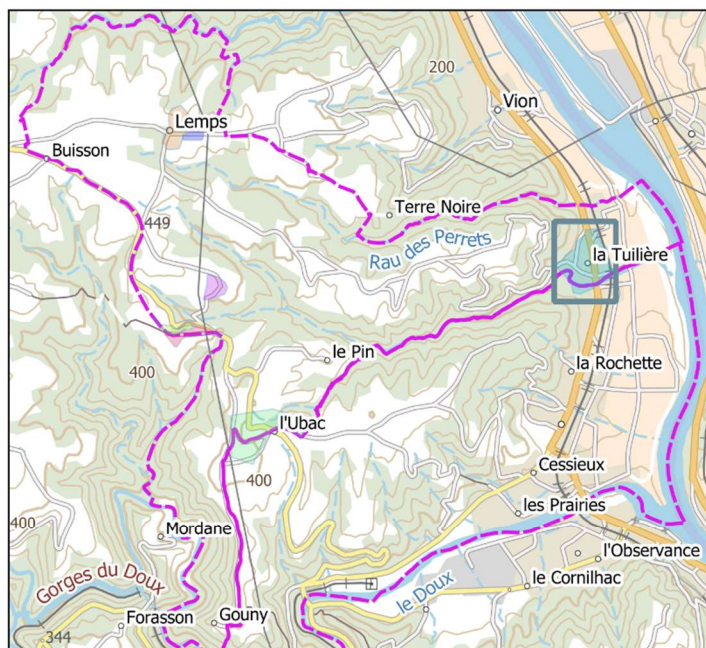 200
Vion
Lemps
Buisson
449
Terre Noire
Rau des Perrets
la Tuilière
400
le Pin
la Rochette
l'Ubac
400
Cessieux
400
les Prairies
Mordane
l'Observance
Gorges du Doux
le Doux
le Cornilhac
Forasson
Gouny
344